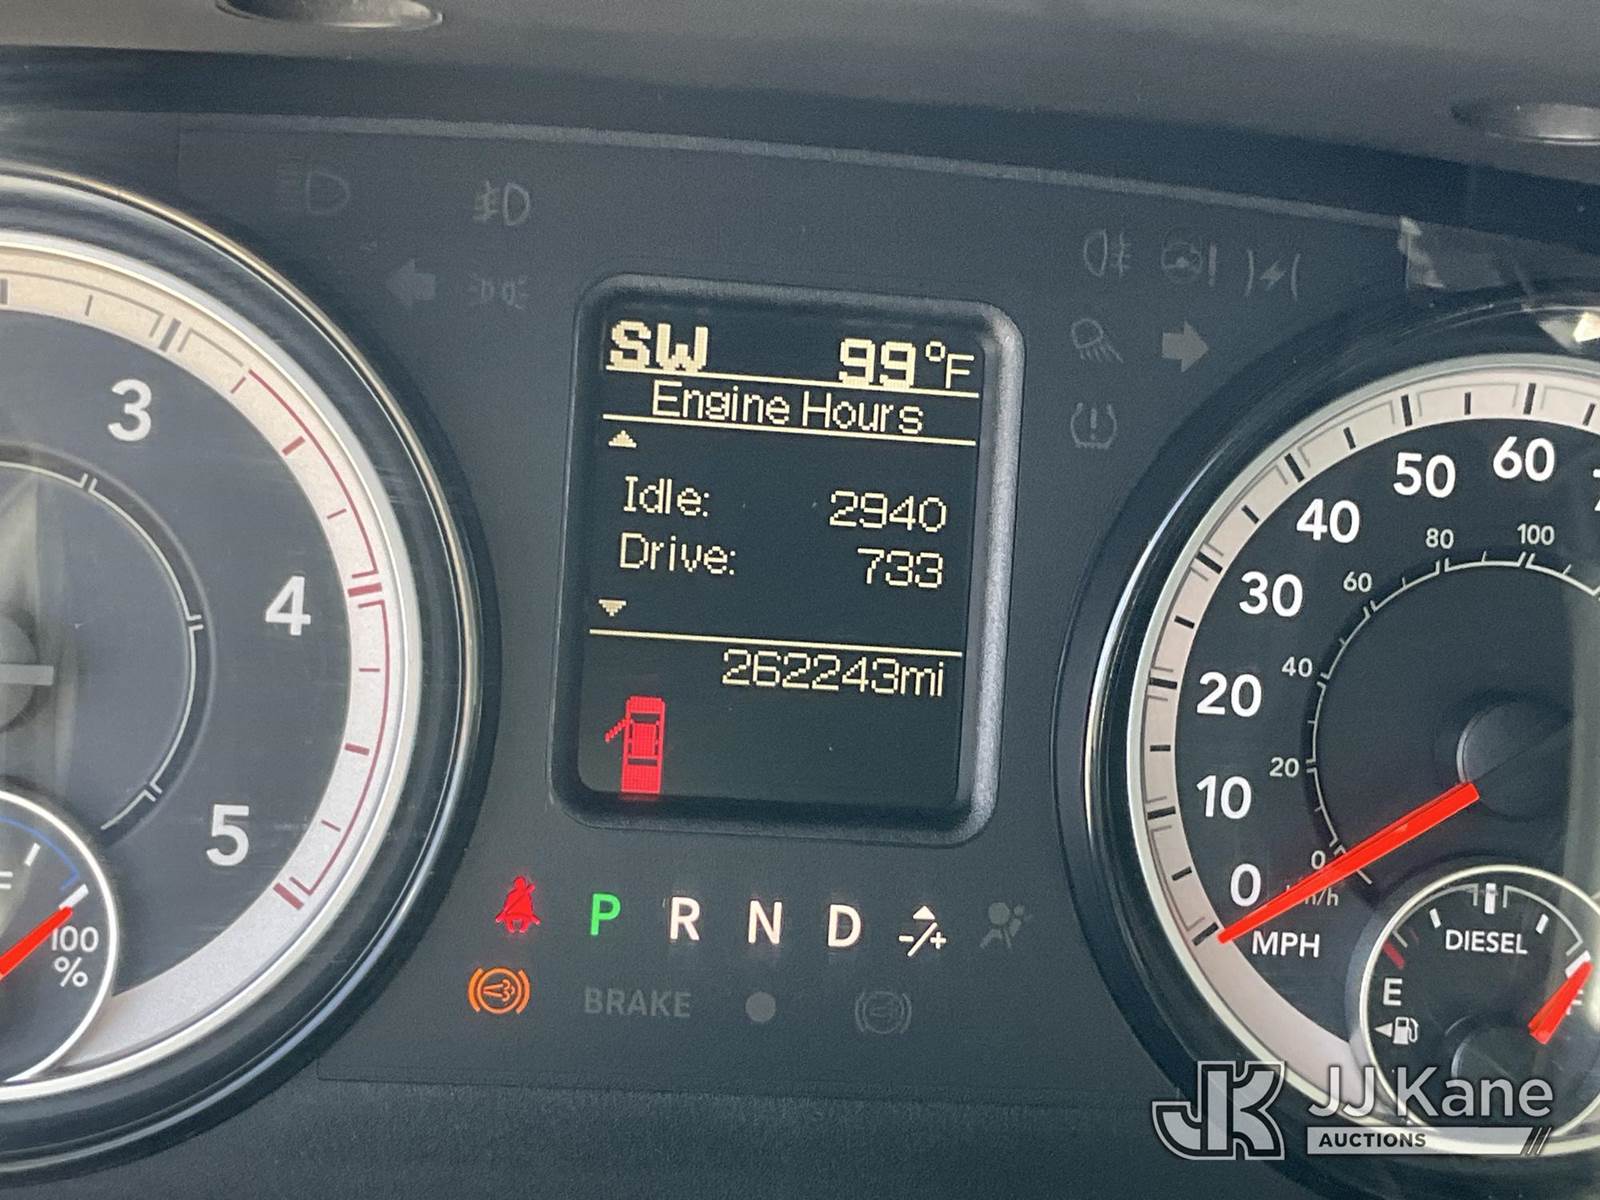 SW 99°F
Engine Hours
Idle: 2940
Drive: 733
262243mi
3
4
5
100
%
60
50
40
30
20
10
0
MPH
100
80
60
40
20
0
DIESEL
E
P R N D -/+
BRAKE
JK JJ Kane
AUCTIONS